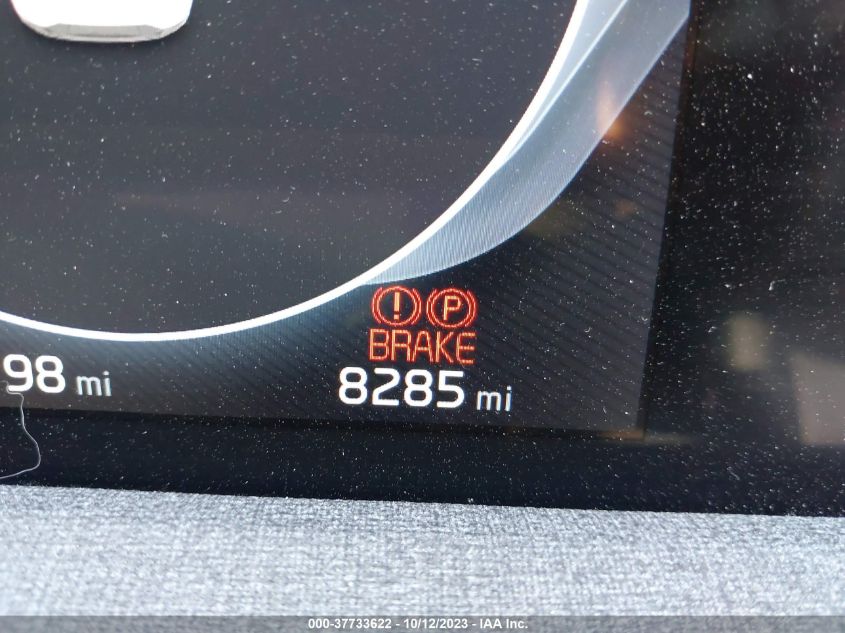 ! P
BRAKE
98 mi
8285 mi
000-37733622 - 10/12/2023 - IAA Inc.